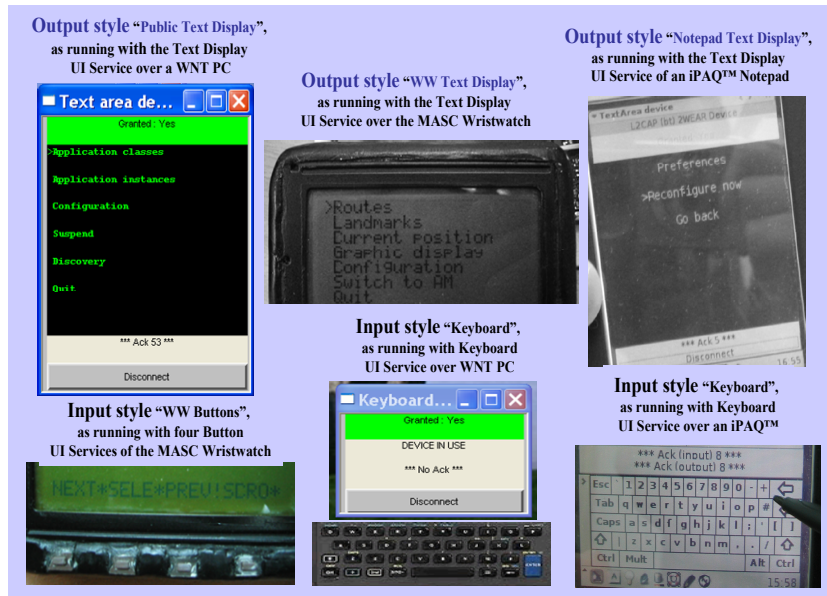 Output style “Public Text Display”,
as running with the Text Display
UI Service over a WNT PC
Text area de...
Granted : Yes
>Application classes
Application instances
Configuration
Suspend
Discovery
Quit
*** Ack 53 ***
Disconnect
Output style “WW Text Display”,
as running with the Text Display
UI Service over the MASC Wristwatch
>Routes
Landmarks
Current position
Graphic display
Configuration
Switch to AM
Quit
Output style “Notepad Text Display”,
as running with the Text Display
UI Service of an iPAQ™ Notepad
TextArea device
L2CAP (bt) 2WEAR Device
Preferences
>Reconfigure now
Go back
*** Ack 5 ***
Disconnect
16:55
Input style “WW Buttons”,
as running with four Button
UI Services of the MASC Wristwatch
NEXT*SELE*PREV!SCRO*
Input style “Keyboard”,
as running with Keyboard
UI Service over WNT PC
Keyboard...
Granted : Yes
DEVICE IN USE
*** No Ack ***
Disconnect
Input style “Keyboard”,
as running with Keyboard
UI Service over an iPAQ™
*** Ack (input) 8 ***
*** Ack (output) 8 ***
Esc ` 1 2 3 4 5 6 7 8 9 0 - +
Tab q w e r t y u i o p #
Caps a s d f g h j k l ; ' [ ]
| z x c v b n m , . /
Ctrl Mult Alt Ctrl
15:58